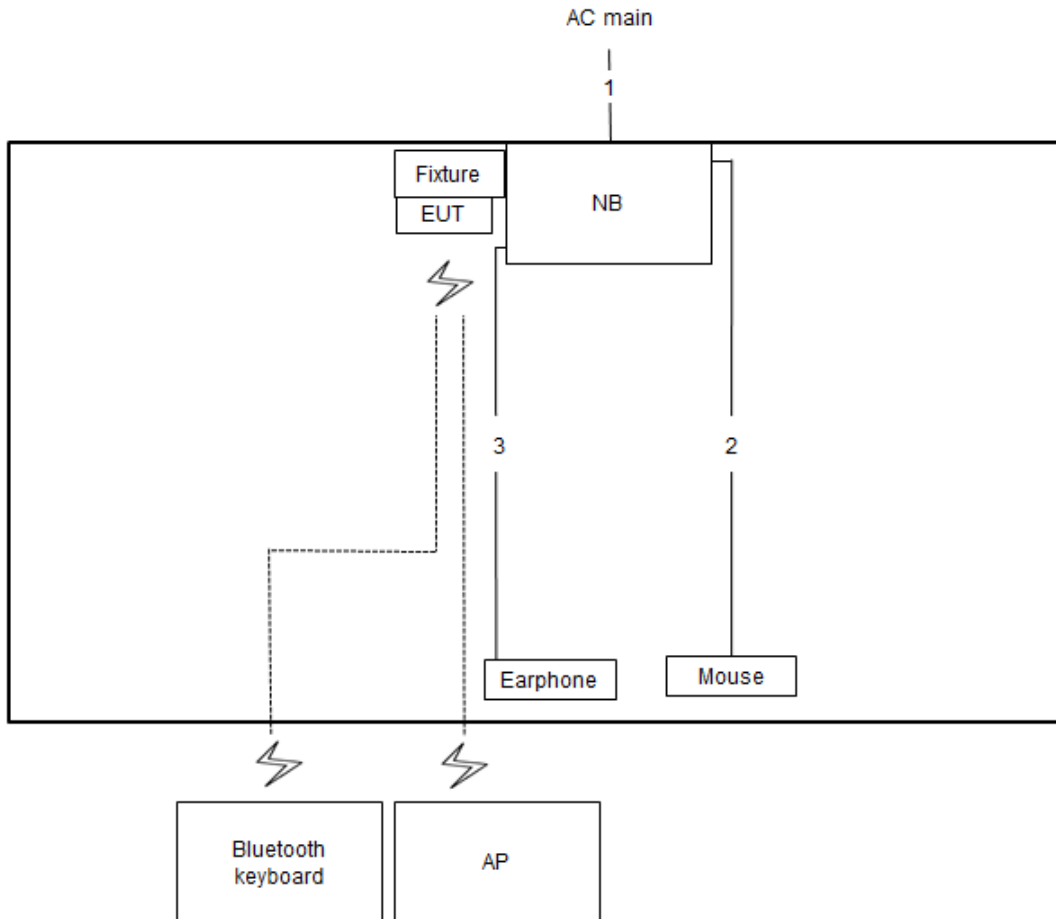 AC main
1
Fixture
EUT
NB
3
2
Earphone
Mouse
Bluetooth
keyboard
AP